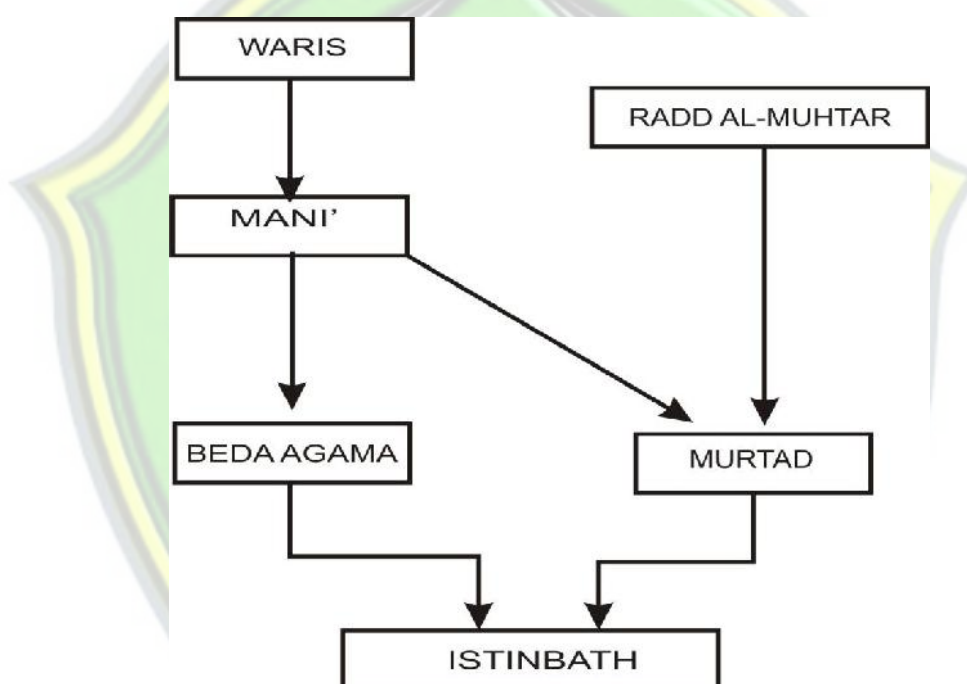 WARIS
RADD AL-MUHTAR
MANI’
BEDA AGAMA
MURTAD
ISTINBATH